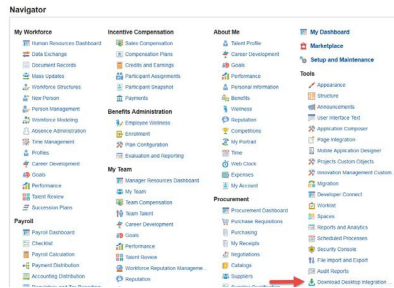 Navigator
My Workforce
Human Resources Dashboard
Data Exchange
Document Records
Mass Updates
Workforce Structures
New Person
Person Management
Workforce Modeling
Absence Administration
Time Management
Profiles
Career Development
Goals
Performance
Talent Review
Succession Plans
Payroll
Payroll Dashboard
Checklist
Payroll Calculation
Payment Distribution
Accounting Distribution
Incentive Compensation
Sales Compensation
Compensation Plans
Credits and Earnings
Participant Assignments
Participant Snapshot
Payments
Benefits Administration
Employee Wellness
Enrollment
Plan Configuration
Evaluation and Reporting
My Team
Manager Resources Dashboard
My Team
Team Compensation
Team Talent
Career Development
Goals
Performance
Talent Review
Workforce Reputation Manageme...
Reputation
About Me
Talent Profile
Career Development
Goals
Performance
Personal Information
Benefits
Wellness
Reputation
Competitions
My Portrait
Time
Web Clock
Expenses
My Account
Procurement
Procurement Dashboard
Purchase Requisitions
Purchasing
My Receipts
Negotiations
Catalogs
Suppliers
Supplier Qualification
My Dashboard
Marketplace
Setup and Maintenance
Tools
Appearance
Structure
Announcements
User Interface Text
Application Composer
Page Integration
Mobile Application Designer
Projects Custom Objects
Innovation Management Custom
Migration
Developer Connect
Worklist
Spaces
Reports and Analytics
Scheduled Processes
Security Console
File Import and Export
Audit Reports
Download Desktop Integration ...